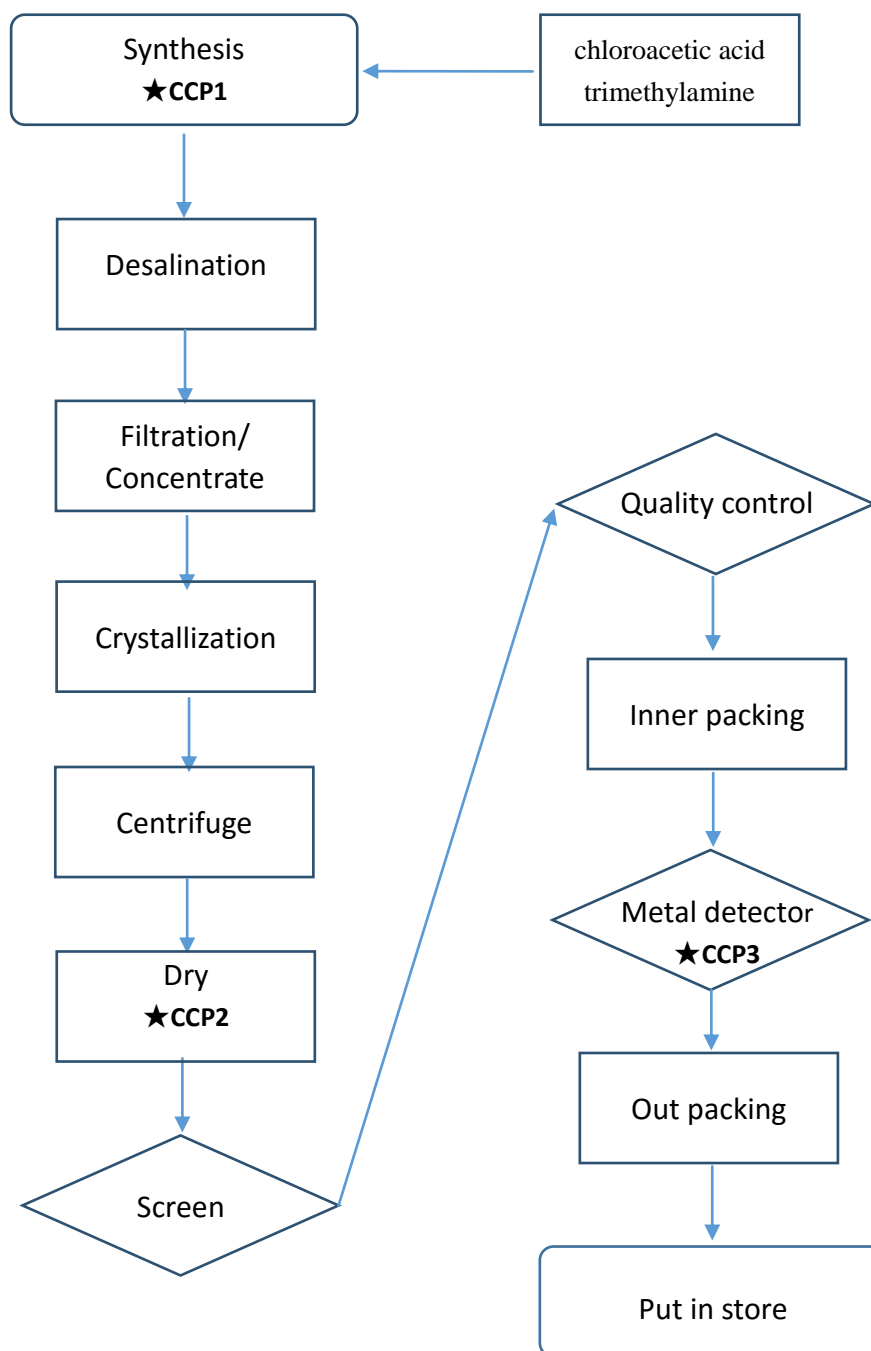 Synthesis
★CCP1
chloroacetic acid
trimethylamine
Desalination
Filtration/
Concentrate
Crystallization
Centrifuge
Dry
★CCP2
Screen
Quality control
Inner packing
Metal detector
★CCP3
Out packing
Put in store